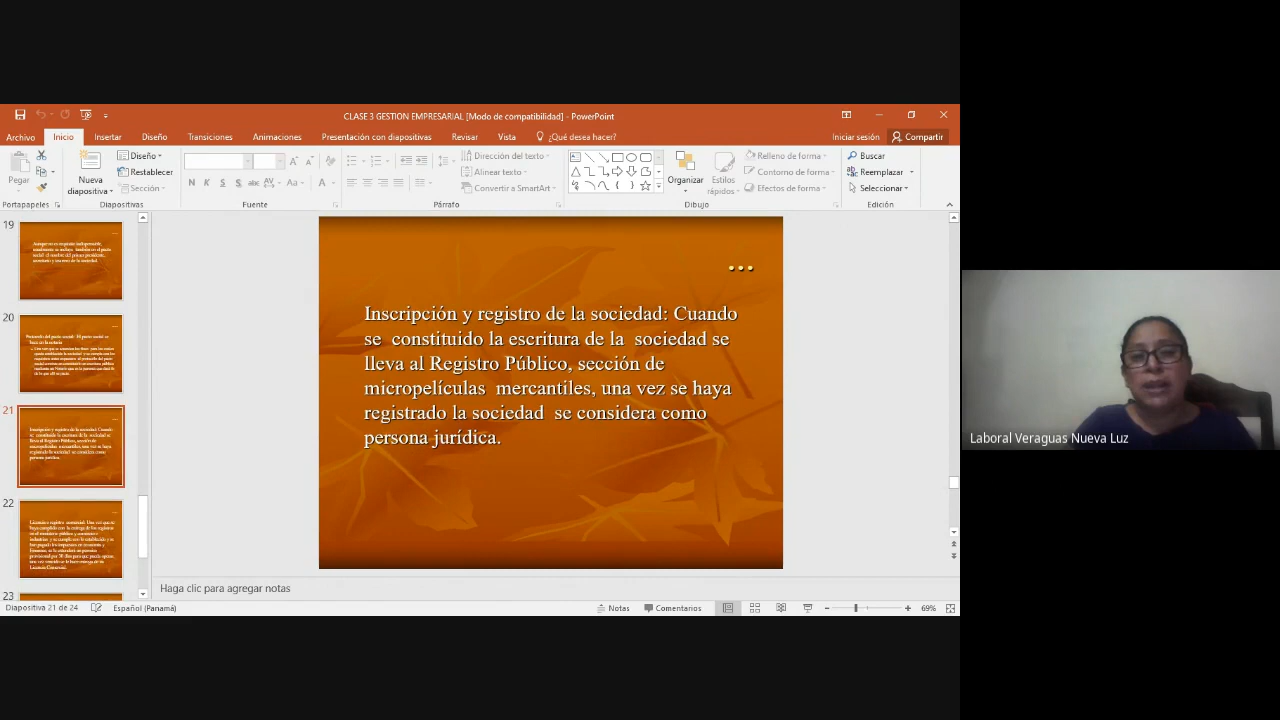 CLASE 3 GESTION EMPRESARIAL [Modo de compatibilidad] - PowerPoint
Archivo Inicio Insertar Diseño Transiciones Animaciones Presentación con diapositivas Revisar Vista ¿Qué desea hacer? Iniciar sesión Compartir
Pegar
Nueva diapositiva
Diseño
Restablecer
Sección
N K S S abc AV Aa A
Dirección del texto
Alinear texto
Convertir a SmartArt
Organizar
Estilos rápidos
Relleno de forma
Contorno de forma
Efectos de forma
Buscar
Reemplazar
Seleccionar
Portapapeles Diapositivas Fuente Párrafo Dibujo Edición
19
20
21
22
23
...
Inscripción y registro de la sociedad: Cuando
se constituido la escritura de la sociedad se
lleva al Registro Público, sección de
micropelículas mercantiles, una vez se haya
registrado la sociedad se considera como
persona jurídica.
Haga clic para agregar notas
Diapositiva 21 de 24 Español (Panamá) Notas Comentarios 69%
Laboral Veraguas Nueva Luz